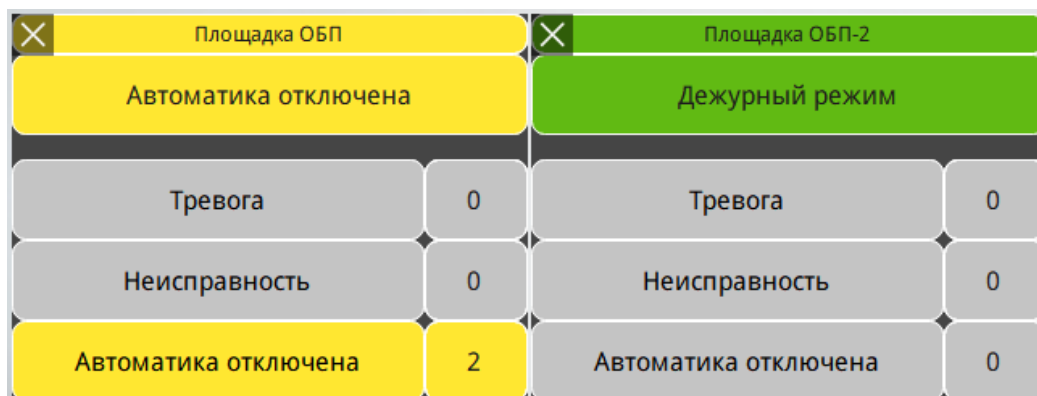 Площадка ОБП
Автоматика отключена
Тревога 0
Неисправность 0
Автоматика отключена 2
Площадка ОБП-2
Дежурный режим
Тревога 0
Неисправность 0
Автоматика отключена 0